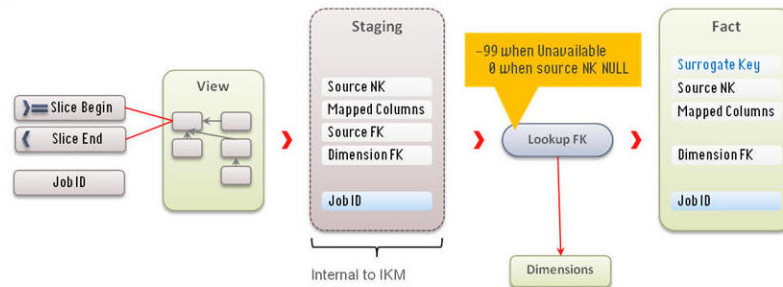 Staging
Fact
-99 when Unavailable
0 when source NK NULL
View
Surrogate Key
Source NK
Source NK
>= Slice Begin
Mapped Columns
Mapped Columns
< Slice End
Source FK
Lookup FK
Dimension FK
Dimension FK
Job ID
Job ID
Job ID
Internal to IKM
Dimensions